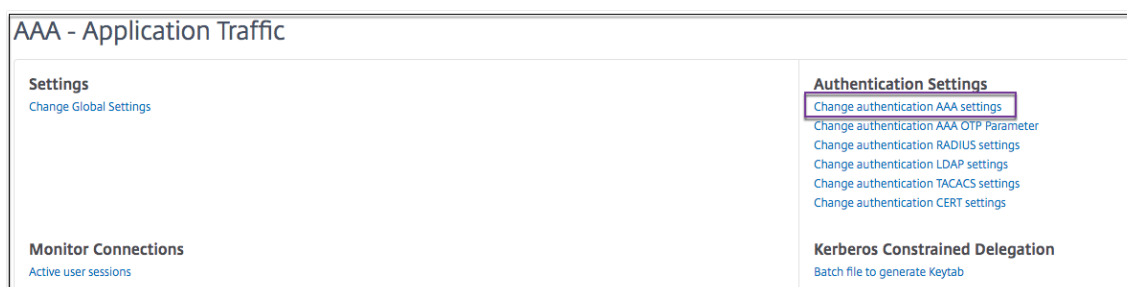 AAA - Application Traffic
Settings
Change Global Settings
Authentication Settings
Change authentication AAA settings
Change authentication AAA OTP Parameter
Change authentication RADIUS settings
Change authentication LDAP settings
Change authentication TACACS settings
Change authentication CERT settings
Monitor Connections
Active user sessions
Kerberos Constrained Delegation
Batch file to generate Keytab